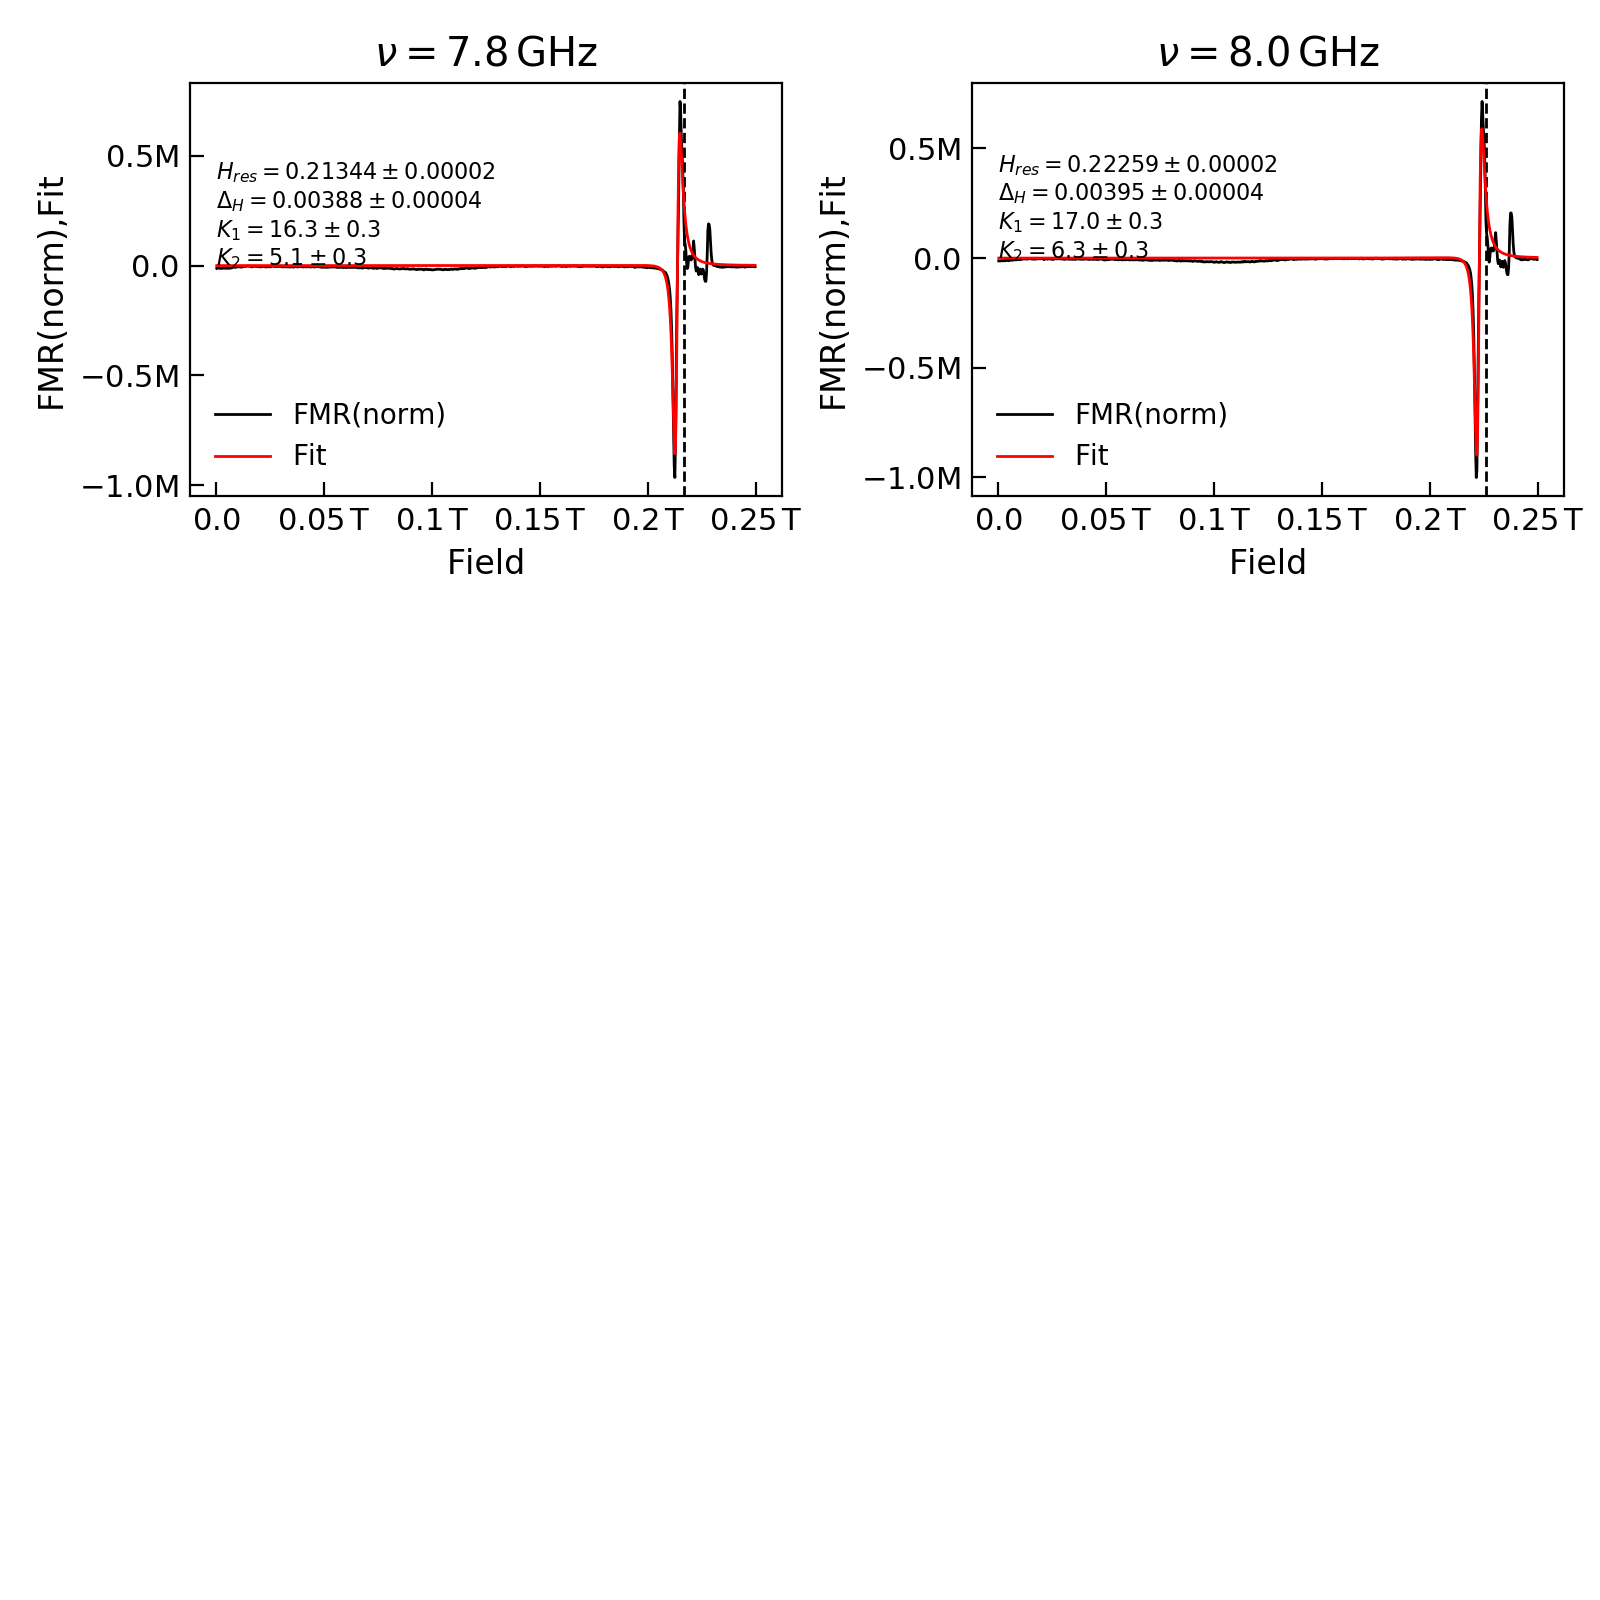 ν = 7.8 GHz
FMR(norm),Fit
0.5M
0.0
−0.5M
−1.0M
H_res = 0.21344 ± 0.00002
Δ_H = 0.00388 ± 0.00004
K_1 = 16.3 ± 0.3
K_2 = 5.1 ± 0.3
FMR(norm)
Fit
0.0 0.05 T 0.1 T 0.15 T 0.2 T 0.25 T
Field
ν = 8.0 GHz
FMR(norm),Fit
0.5M
0.0
−0.5M
−1.0M
H_res = 0.22259 ± 0.00002
Δ_H = 0.00395 ± 0.00004
K_1 = 17.0 ± 0.3
K_2 = 6.3 ± 0.3
FMR(norm)
Fit
0.0 0.05 T 0.1 T 0.15 T 0.2 T 0.25 T
Field